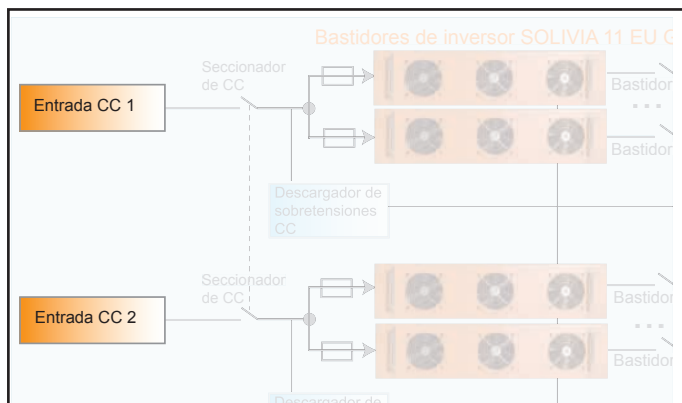 Bastidores de inversor SOLIVIA 11 EU G
Seccionador
de CC
Entrada CC 1
Bastidor
Bastidor
Descargador de
sobretensiones
CC
Seccionador
de CC
Entrada CC 2
Bastidor
Bastidor
Descargador de